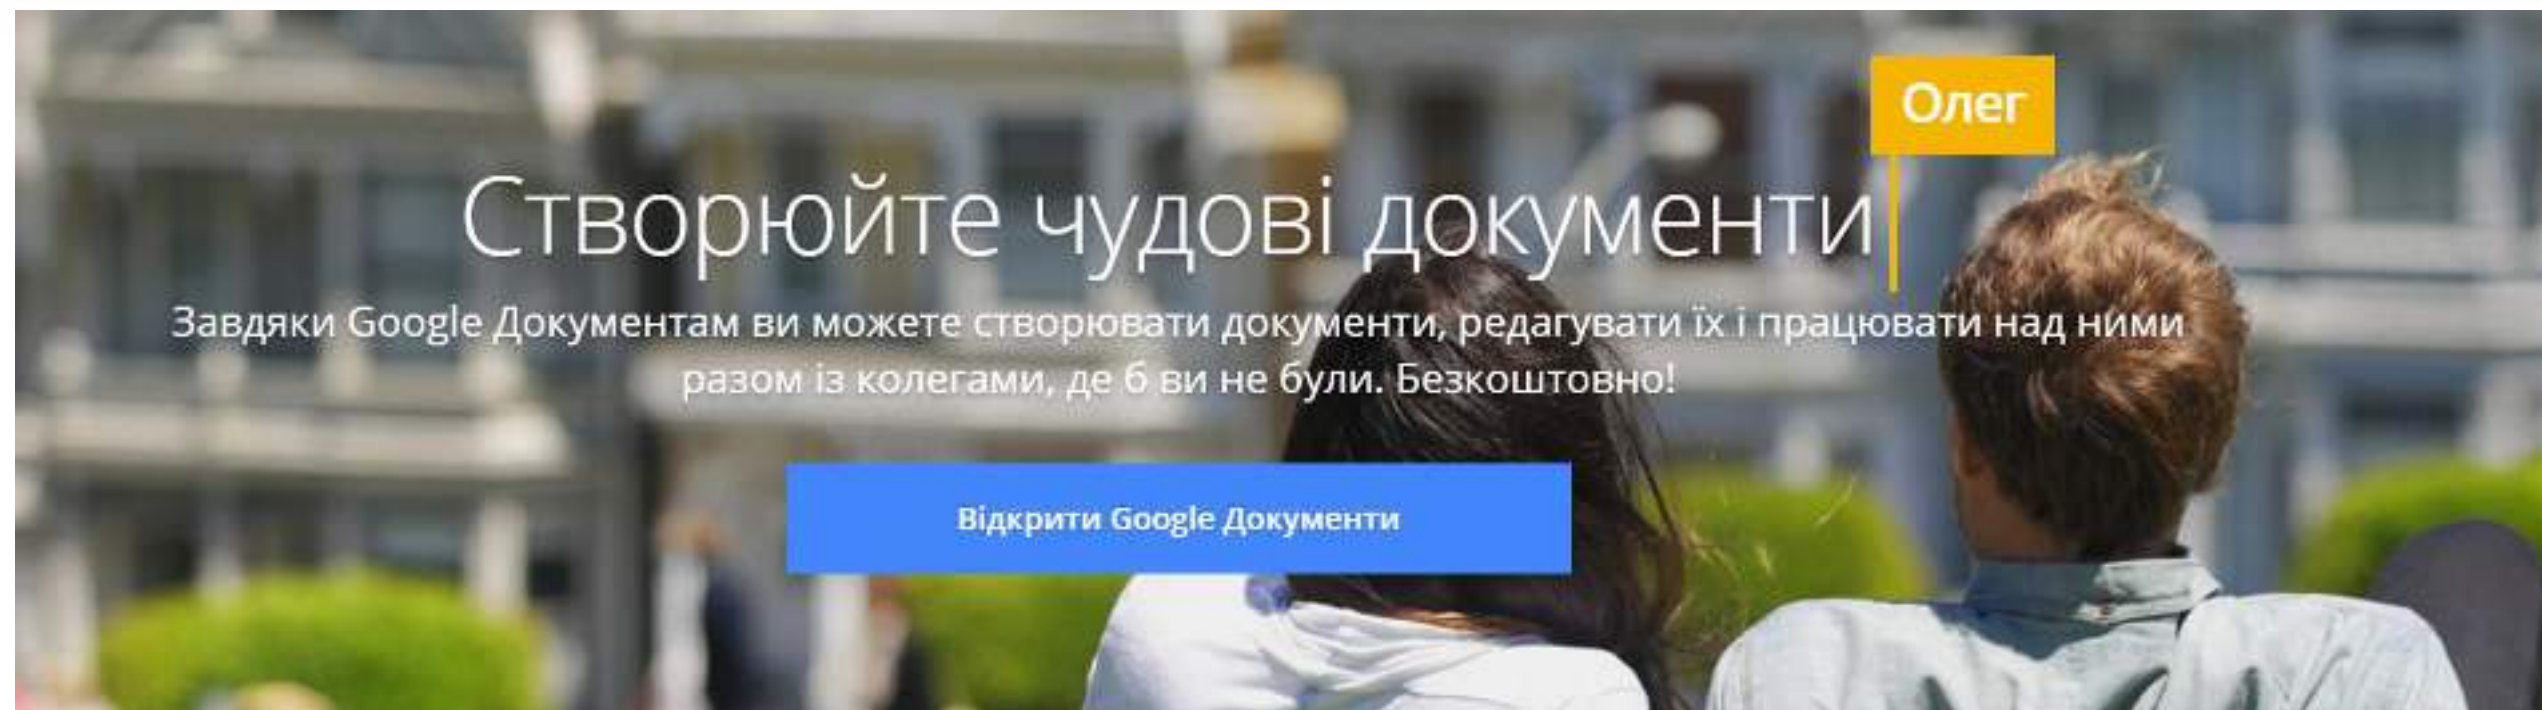 Олег
Створюйте чудові документи
Завдяки Google Документам ви можете створювати документи, редагувати їх і працювати над ними
разом із колегами, де б ви не були. Безкоштовно!
Відкрити Google Документи